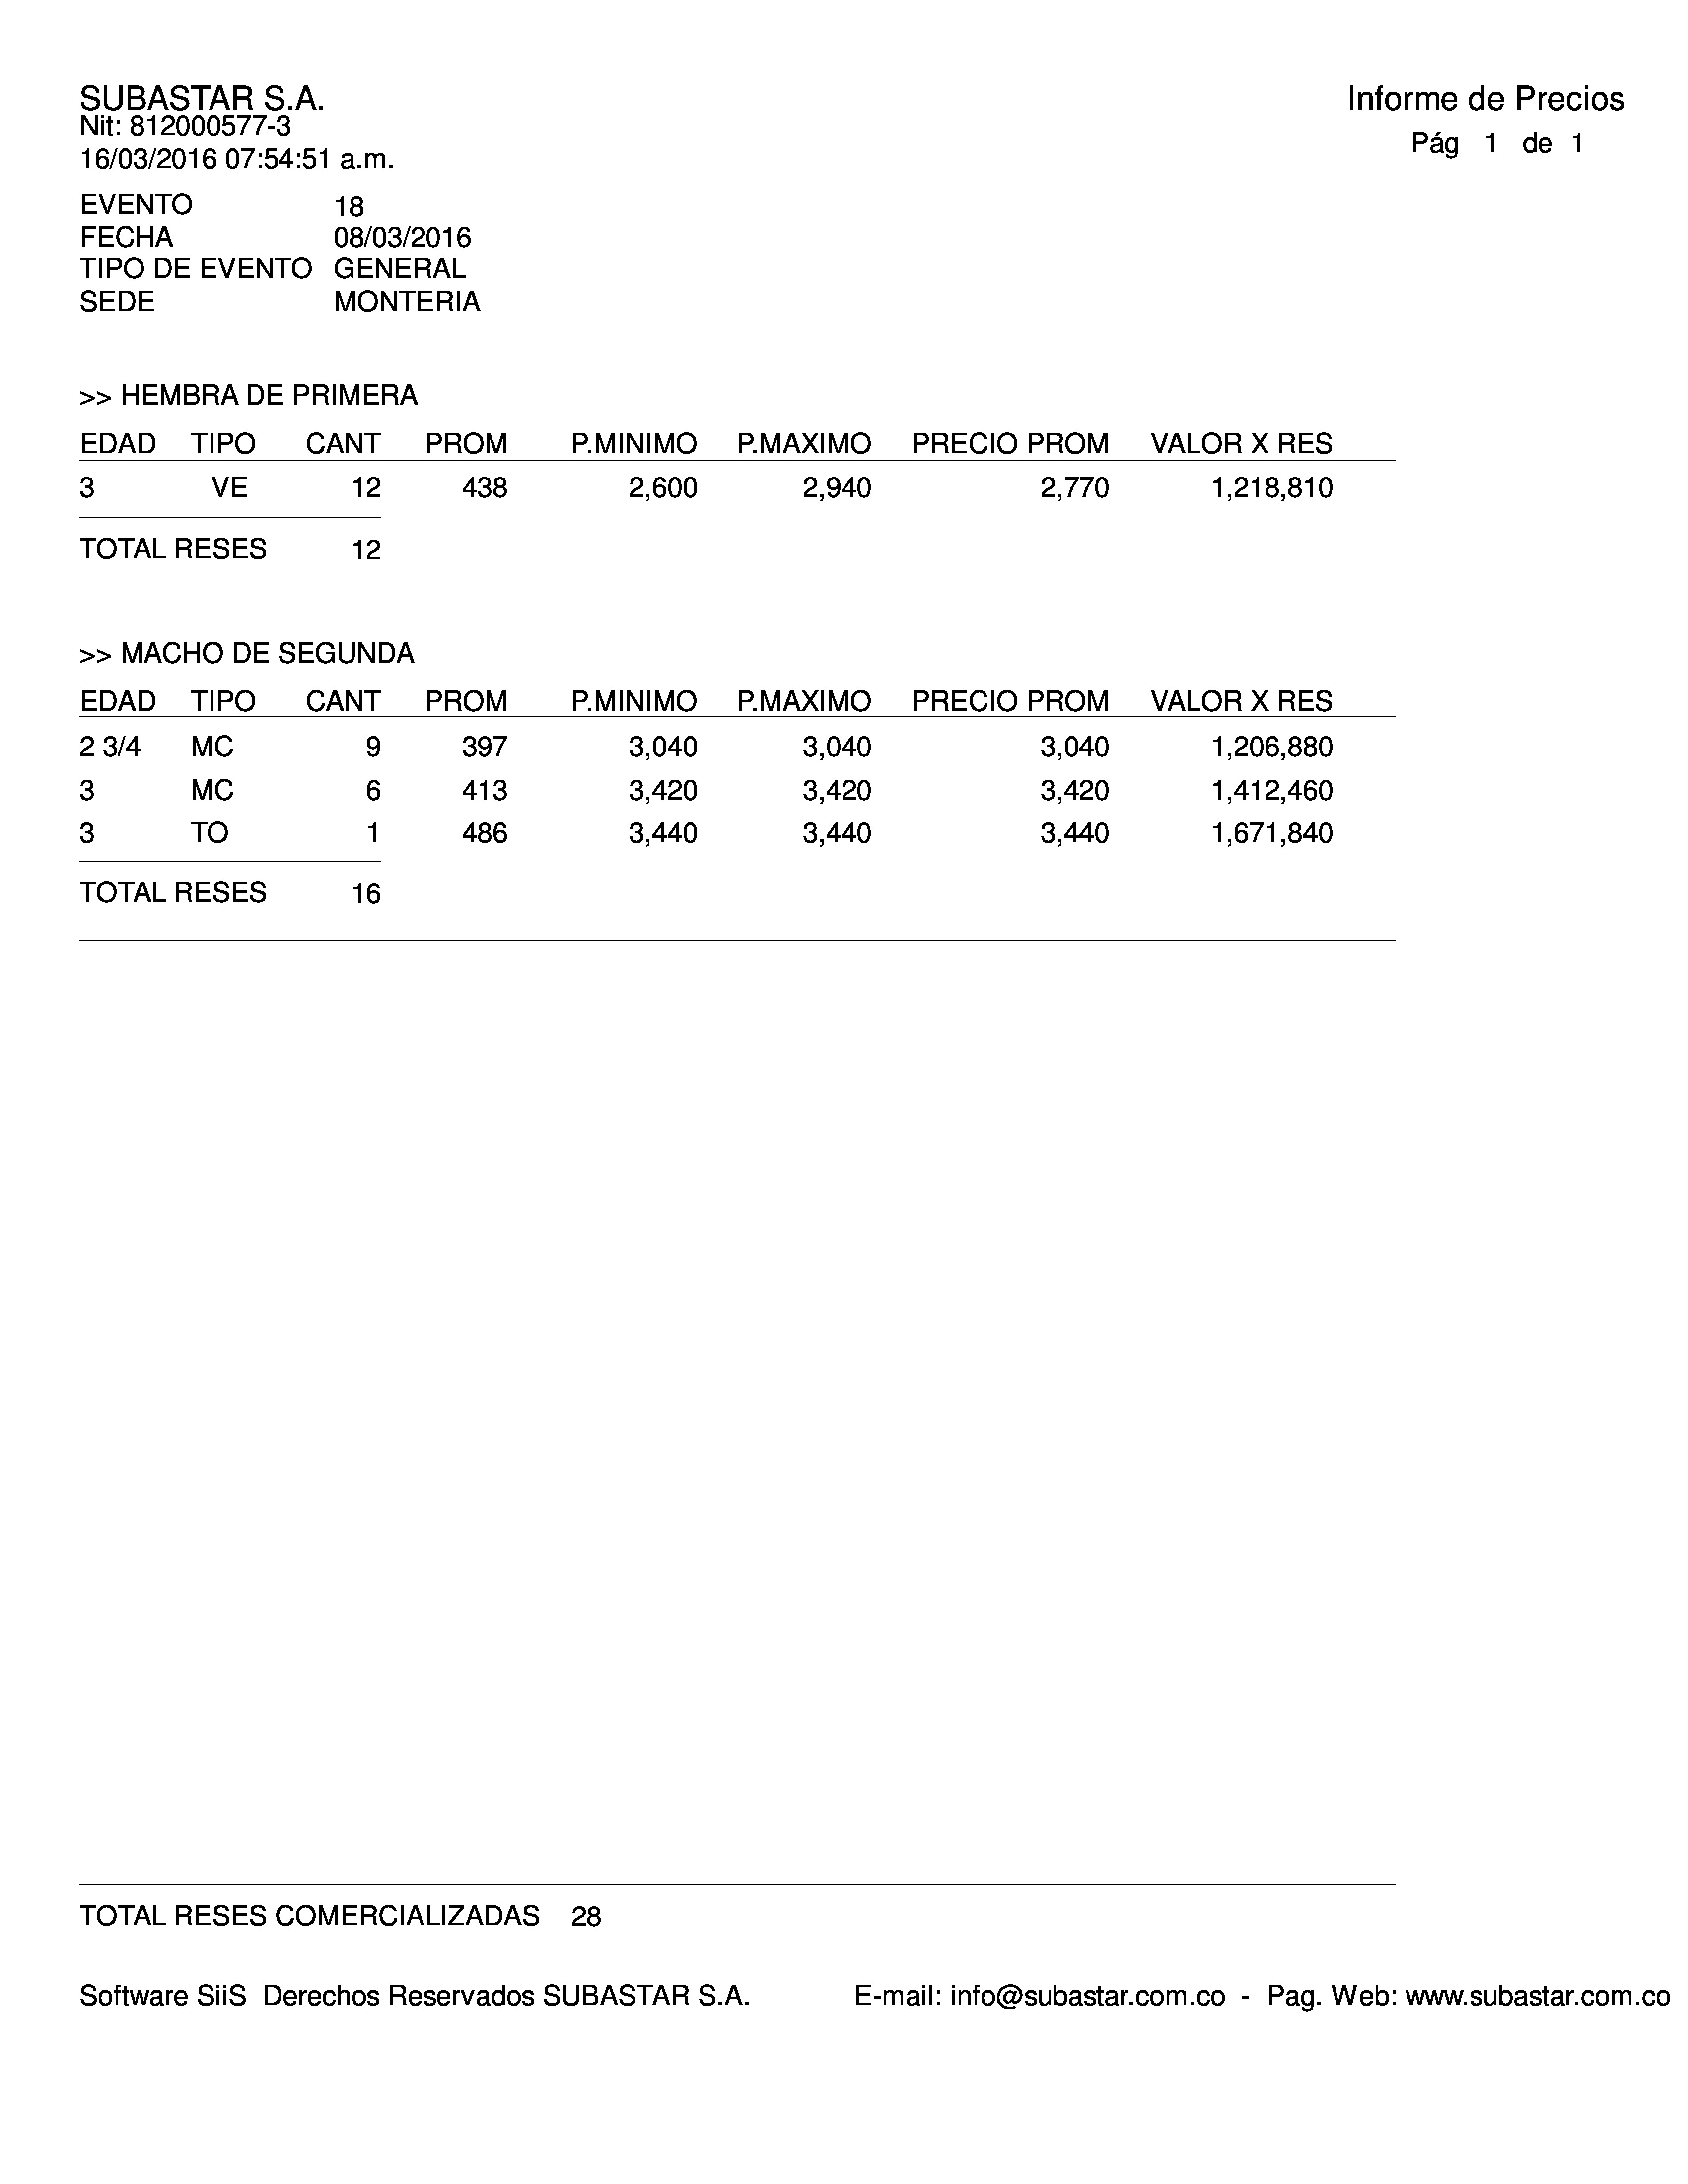 SUBASTAR S.A.
Informe de Precios
Nit: 812000577-3
Pág 1 de 1
16/03/2016 07:54:51 a.m.
EVENTO 18
FECHA 08/03/2016
TIPO DE EVENTO GENERAL
SEDE MONTERIA
>> HEMBRA DE PRIMERA
EDAD TIPO CANT PROM P.MINIMO P.MAXIMO PRECIO PROM VALOR X RES
3 VE 12 438 2,600 2,940 2,770 1,218,810
TOTAL RESES 12
>> MACHO DE SEGUNDA
EDAD TIPO CANT PROM P.MINIMO P.MAXIMO PRECIO PROM VALOR X RES
2 3/4 MC 9 397 3,040 3,040 3,040 1,206,880
3 MC 6 413 3,420 3,420 3,420 1,412,460
3 TO 1 486 3,440 3,440 3,440 1,671,840
TOTAL RESES 16
TOTAL RESES COMERCIALIZADAS 28
Software SiiS Derechos Reservados SUBASTAR S.A. E-mail: info@subastar.com.co - Pag. Web: www.subastar.com.co